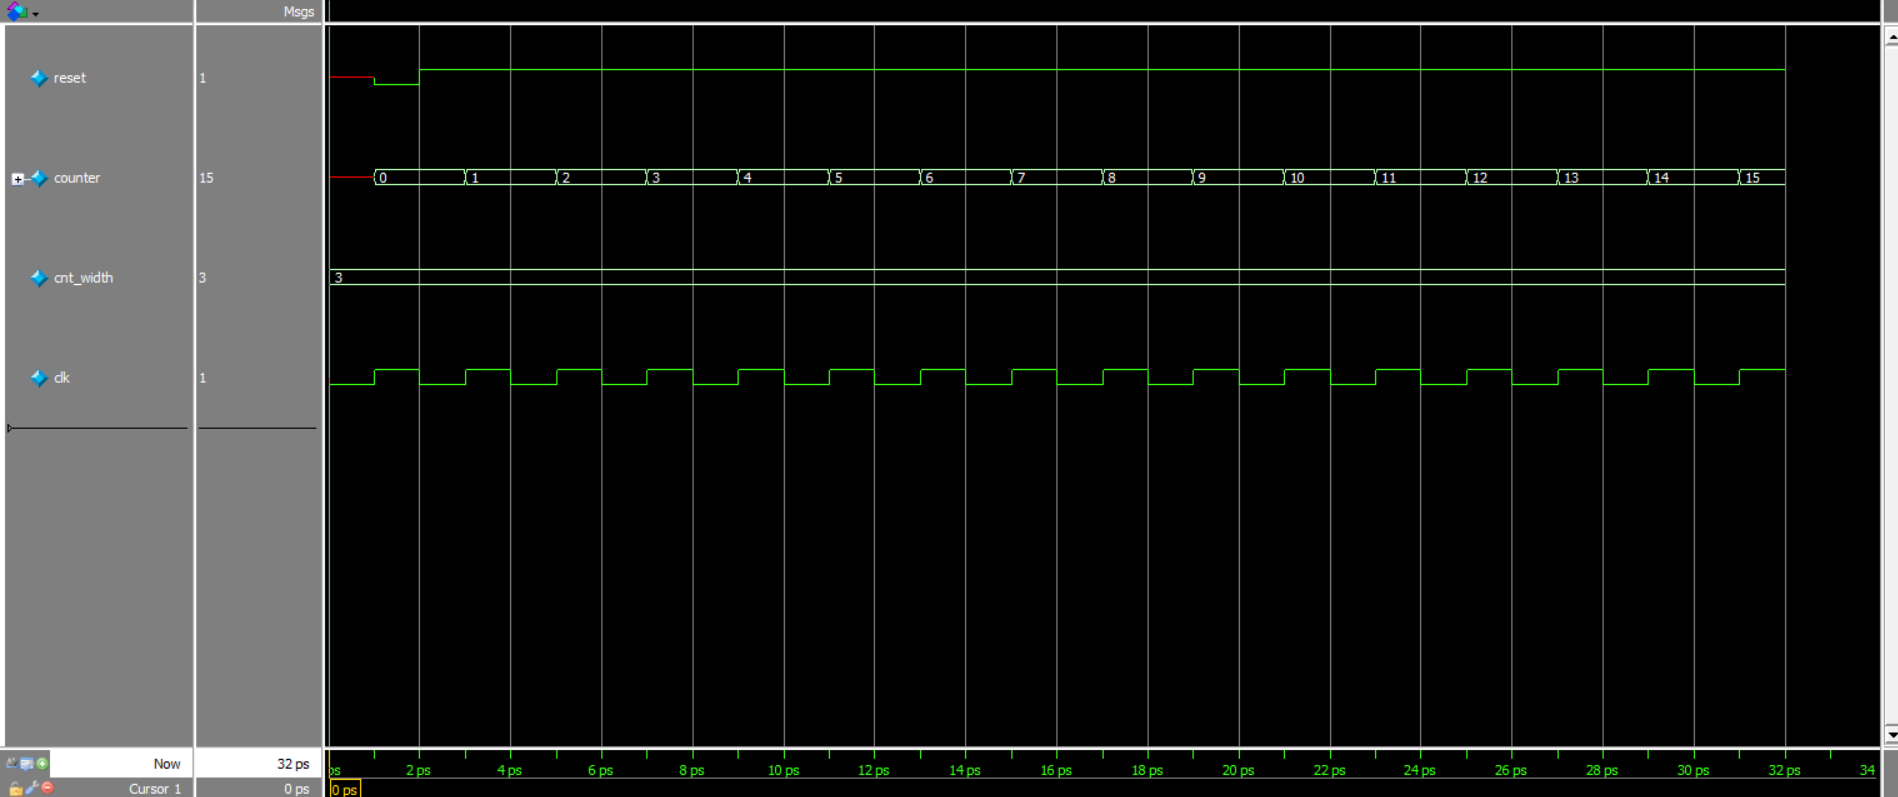 Msgs
reset 1
counter 15 0 1 2 3 4 5 6 7 8 9 10 11 12 13 14 15
cnt_width 3 3
clk 1
Now 32 ps ps 2 ps 4 ps 6 ps 8 ps 10 ps 12 ps 14 ps 16 ps 18 ps 20 ps 22 ps 24 ps 26 ps 28 ps 30 ps 32 ps 34
Cursor 1 0 ps 0 ps